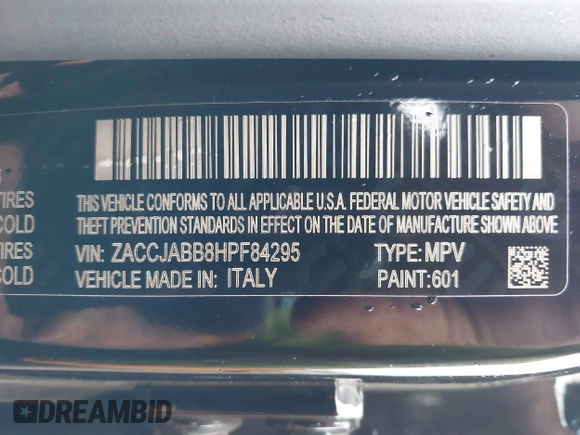 THIS VEHICLE CONFORMS TO ALL APPLICABLE U.S.A. FEDERAL MOTOR VEHICLE SAFETY AND
TIRES
THEFT PREVENTION STANDARDS IN EFFECT ON THE DATE OF MANUFACTURE SHOWN ABOVE
COLD
VIN: ZACCJABB8HPF84295 TYPE:MPV
TIRES
VEHICLE MADE IN: ITALY PAINT:601
COLD
DREAMBID